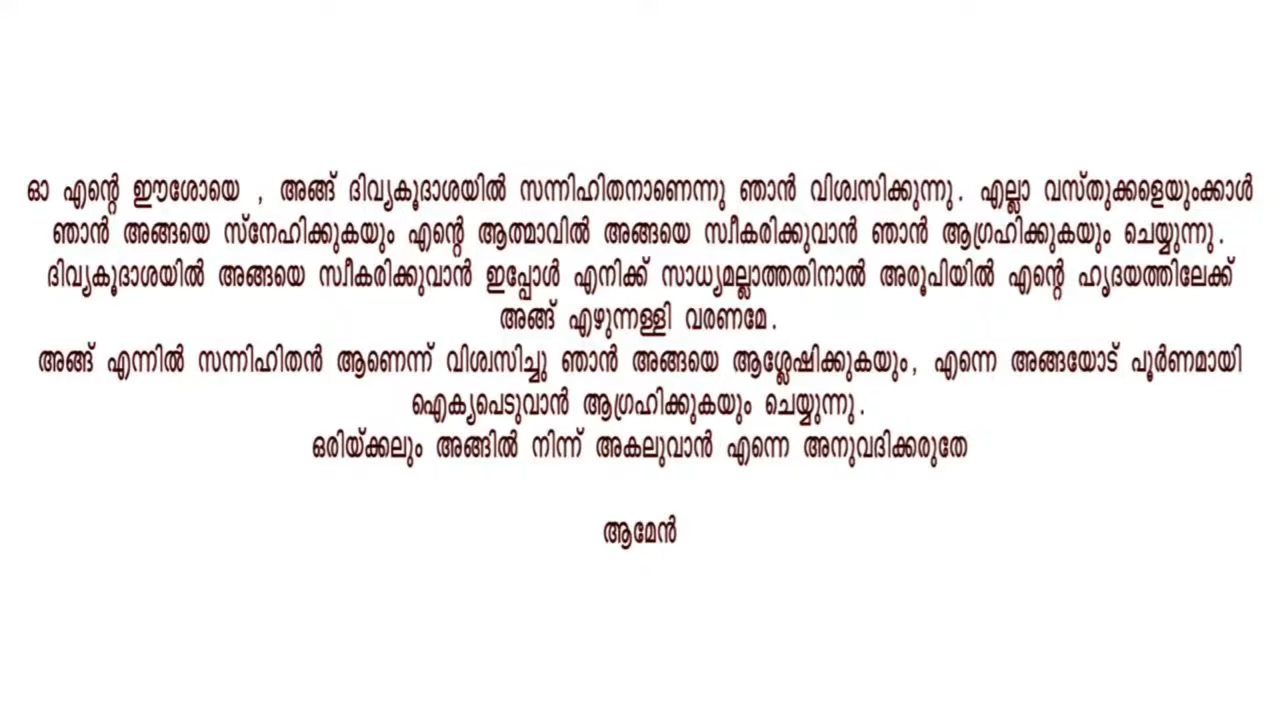 ഓ എന്റെ ഈശോയെ , അങ്ങ് ദിവ്യകൂദാശയിൽ സന്നിഹിതനാണെന്നു ഞാൻ വിശ്വസിക്കുന്നു. എല്ലാ വസ്തുക്കളെയുംക്കാൾ
ഞാൻ അങ്ങയെ സ്നേഹിക്കുകയും എന്റെ ആത്മാവിൽ അങ്ങയെ സ്വീകരിക്കുവാൻ ഞാൻ ആഗ്രഹിക്കുകയും ചെയ്യുന്നു.
ദിവ്യകൂദാശയിൽ അങ്ങയെ സ്വീകരിക്കുവാൻ ഇപ്പോൾ എനിക്ക് സാധ്യമല്ലാത്തതിനാൽ അരൂപിയിൽ എന്റെ ഹൃദയത്തിലേക്ക്
അങ്ങ് എഴുന്നള്ളി വരണമേ.
അങ്ങ് എന്നിൽ സന്നിഹിതൻ ആണെന്ന് വിശ്വസിച്ചു ഞാൻ അങ്ങയെ ആശ്ലേഷിക്കുകയും, എന്നെ അങ്ങയോട് പൂർണമായി
ഐക്യപെടുവാൻ ആഗ്രഹിക്കുകയും ചെയ്യുന്നു.
ഒരിയ്ക്കലും അങ്ങിൽ നിന്ന് അകലുവാൻ എന്നെ അനുവദിക്കരുതേ
ആമേൻ